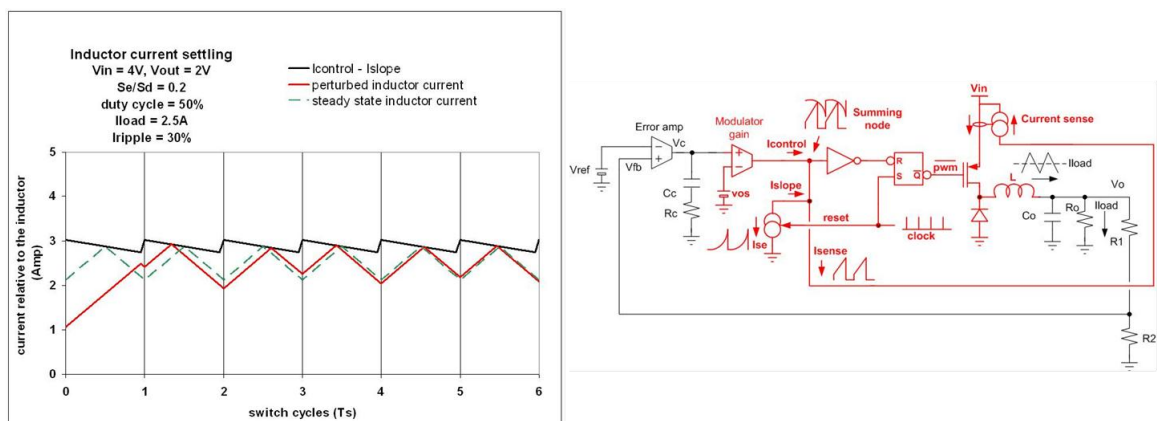 Inductor current settling
Vin = 4V, Vout = 2V
Se/Sd = 0.2
duty cycle = 50%
Iload = 2.5A
Iripple = 30%
Icontrol - Islope
perturbed inductor current
steady state inductor current
current relative to the inductor
(Amp)
5
4
3
2
1
0
0 1 2 3 4 5 6
switch cycles (Ts)
Vin
Summing
node
Current sense
Modulator
gain
Error amp
Vc
Icontrol
Vref
Vfb
R
S
Q
pwm
Iload
L
Vo
Cc
Rc
vos
Islope
reset
Ise
clock
Co
Ro
Iload
R1
Isense
R2